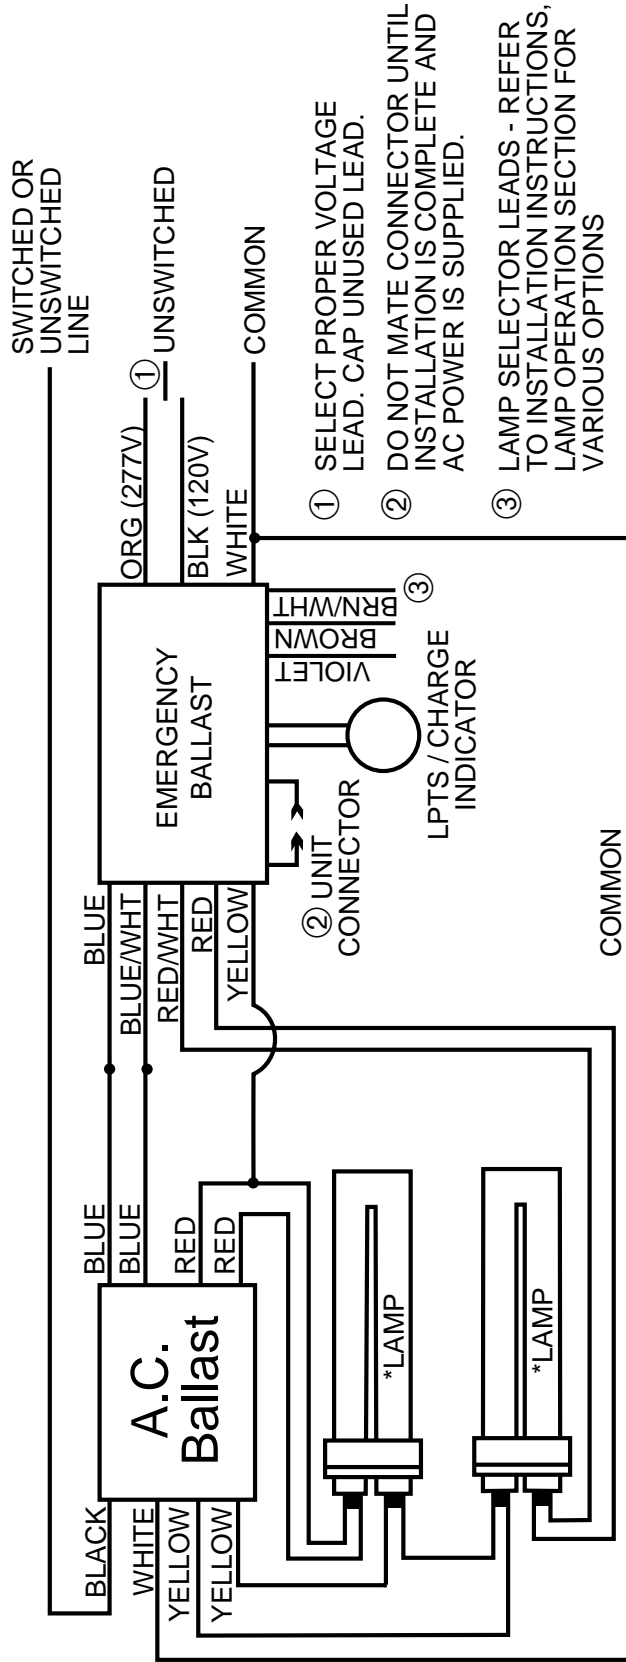 SWITCHED OR
UNSWITCHED
LINE
BLACK
WHITE
YELLOW
YELLOW
A.C.
Ballast
BLUE
BLUE
RED
RED
BLUE
BLUE/WHT
RED/WHT
RED
YELLOW
EMERGENCY
BALLAST
ORG (277V)
BLK (120V)
WHITE
① UNSWITCHED
COMMON
VIOLET
BROWN
BRN/WHT
③
② UNIT
CONNECTOR
LPTS / CHARGE
INDICATOR
*LAMP
*LAMP
COMMON
① SELECT PROPER VOLTAGE
LEAD. CAP UNUSED LEAD.
② DO NOT MATE CONNECTOR UNTIL
INSTALLATION IS COMPLETE AND
AC POWER IS SUPPLIED.
③ LAMP SELECTOR LEADS - REFER
TO INSTALLATION INSTRUCTIONS,
LAMP OPERATION SECTION FOR
VARIOUS OPTIONS